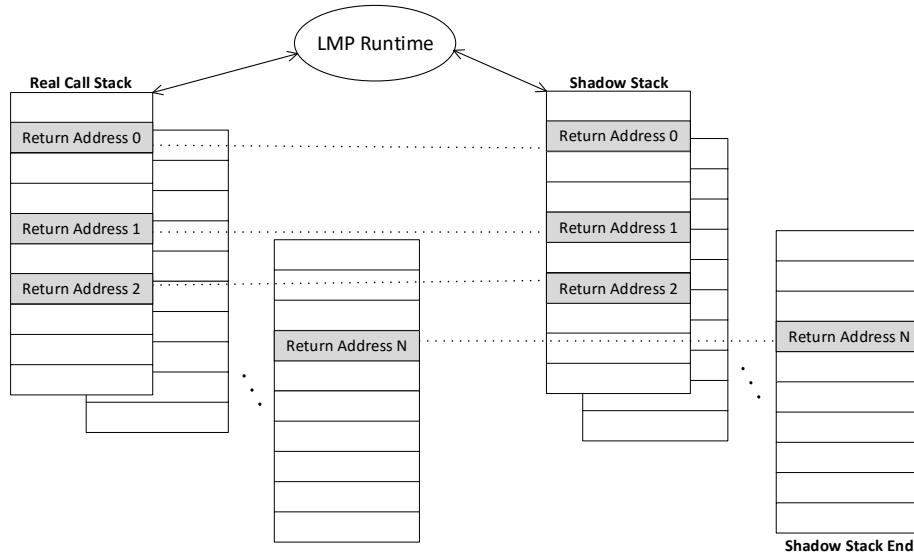 LMP Runtime
Real Call Stack
Shadow Stack
Return Address 0
Return Address 0
Return Address 1
Return Address 1
Return Address 2
Return Address 2
Return Address N
Return Address N
Shadow Stack End